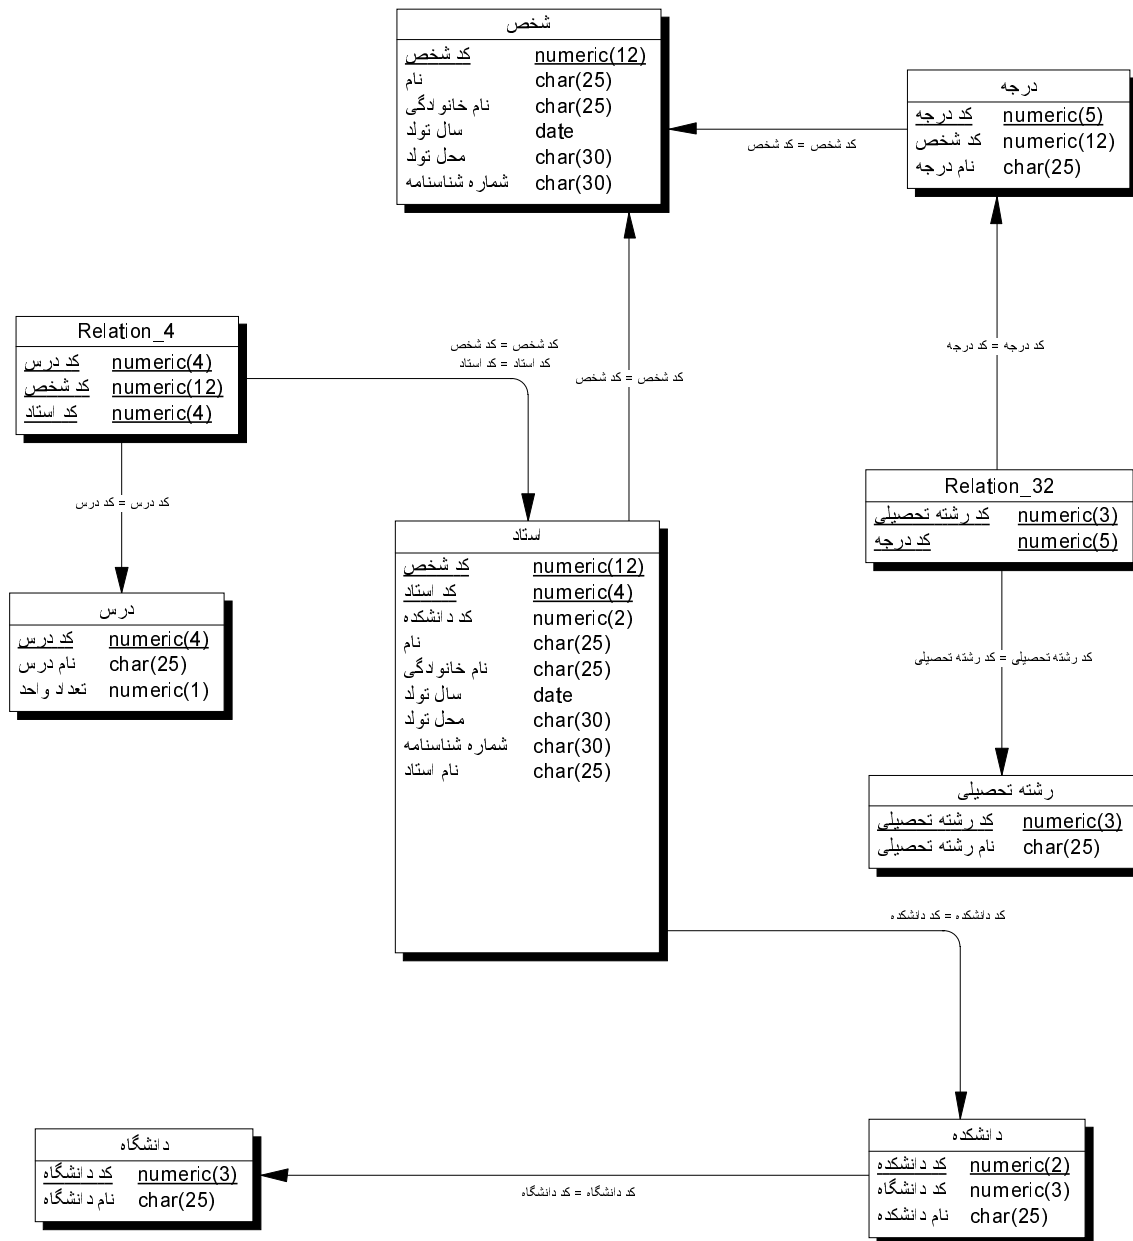 شخص
کد شخص numeric(12)
نام char(25)
نام خانوادگی char(25)
سال تولد date
محل تولد char(30)
شماره شناسنامه char(30)
درجه
کد درجه numeric(5)
کد شخص numeric(12)
نام درجه char(25)
کد شخص = کد شخص
Relation_4
کد درس numeric(4)
کد شخص numeric(12)
کد استاد numeric(4)
کد شخص = کد شخص
کد استاد = کد استاد
کد شخص = کد شخص
کد درجه = کد درجه
کد درس = کد درس
Relation_32
کد رشته تحصیلی numeric(3)
کد درجه numeric(5)
استاد
کد شخص numeric(12)
کد استاد numeric(4)
کد دانشکده numeric(2)
نام char(25)
نام خانوادگی char(25)
سال تولد date
محل تولد char(30)
شماره شناسنامه char(30)
نام استاد char(25)
درس
کد درس numeric(4)
نام درس char(25)
تعداد واحد numeric(1)
کد رشته تحصیلی = کد رشته تحصیلی
رشته تحصیلی
کد رشته تحصیلی numeric(3)
نام رشته تحصیلی char(25)
کد دانشکده = کد دانشکده
دانشگاه
کد دانشگاه numeric(3)
نام دانشگاه char(25)
کد دانشگاه = کد دانشگاه
دانشکده
کد دانشکده numeric(2)
کد دانشگاه numeric(3)
نام دانشکده char(25)